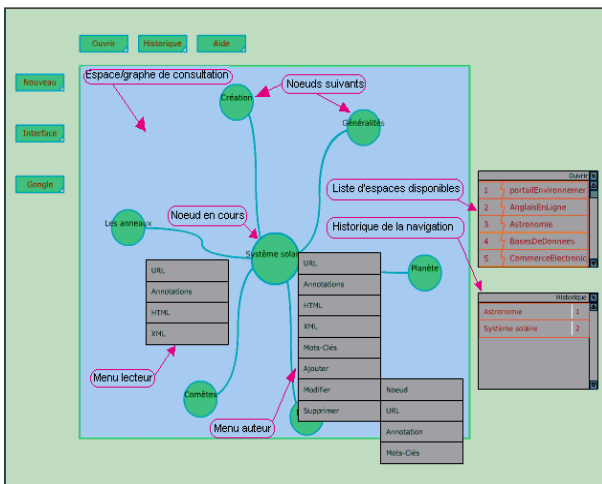 Ouvrir
Historique
Aide
Nouveau
Interface
Google
Espace/graphe de consultation
Noeuds suivants
Création
Généralités
Liste d'espaces disponibles
Noeud en cours
Historique de la navigation
Les anneaux
Système solai
Planète
URL
Annotations
HTML
XML
Menu lecteur
URL
Annotations
HTML
XML
Mots-Clés
Ajouter
Modifier
Supprimer
Noeud
URL
Annotation
Mots-Clés
Comètes
Menu auteur
Ouvrir
1 portailEnvironnemer
2 AnglaisEnLigne
3 Astronomie
4 BasesDeDonnees
5 CommerceElectronic
Historique
Astronomie 1
Système solaire 2